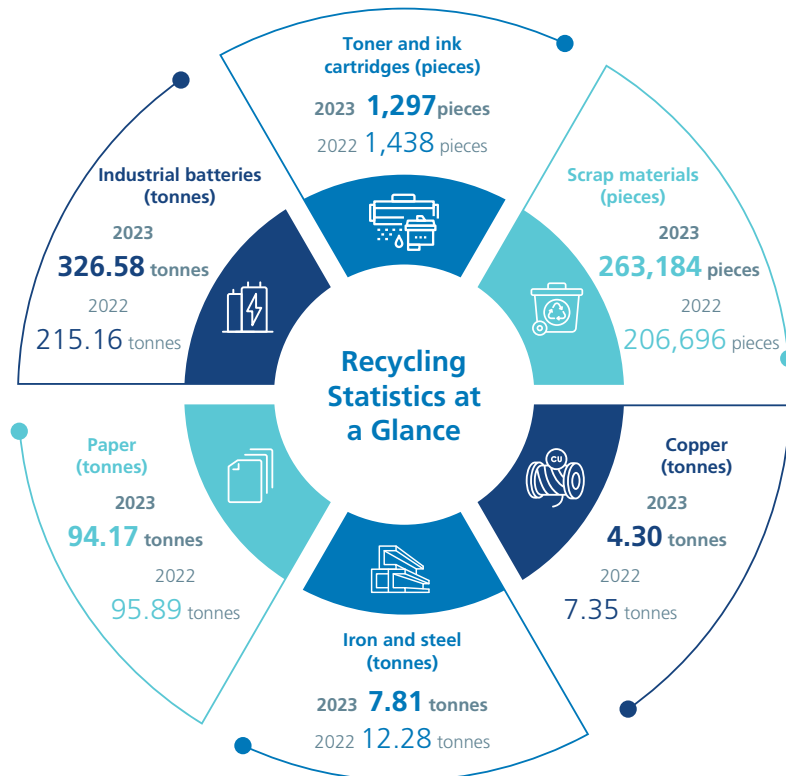 Toner and ink
cartridges (pieces)
2023 1,297 pieces
2022 1,438 pieces
Scrap materials
(pieces)
2023
263,184 pieces
2022
206,696 pieces
Copper
(tonnes)
2023
4.30 tonnes
2022
7.35 tonnes
Iron and steel
(tonnes)
2023 7.81 tonnes
2022 12.28 tonnes
Paper
(tonnes)
2023
94.17 tonnes
2022
95.89 tonnes
Industrial batteries
(tonnes)
2023
326.58 tonnes
2022
215.16 tonnes
Recycling
Statistics at
a Glance
CU